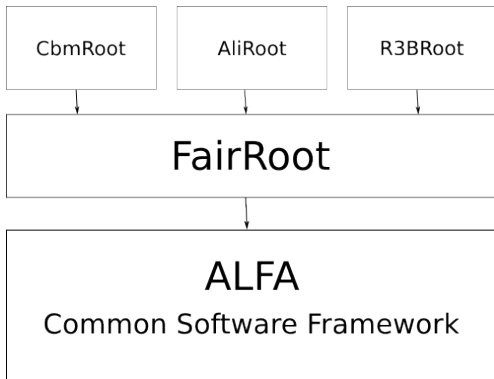 CbmRoot
AliRoot
R3BRoot
FairRoot
ALFA
Common Software Framework